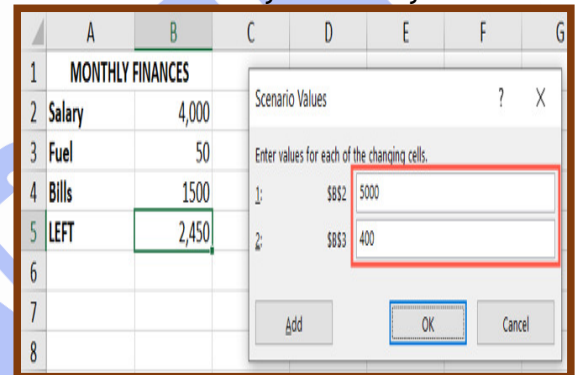 A B C D E F G
1 MONTHLY FINANCES
2 Salary 4,000
3 Fuel 50
4 Bills 1500
5 LEFT 2,450
6
7
8
Scenario Values ? X
Enter values for each of the changing cells.
1: $B$2 5000
2: $B$3 400
Add OK Cancel